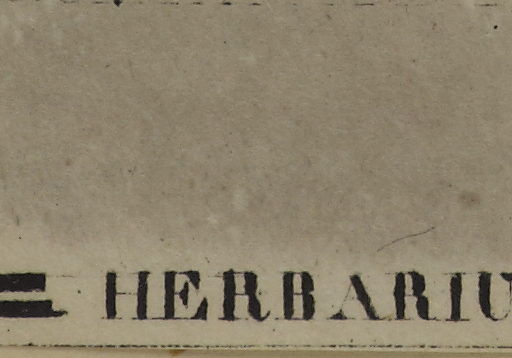 = HERBARIU